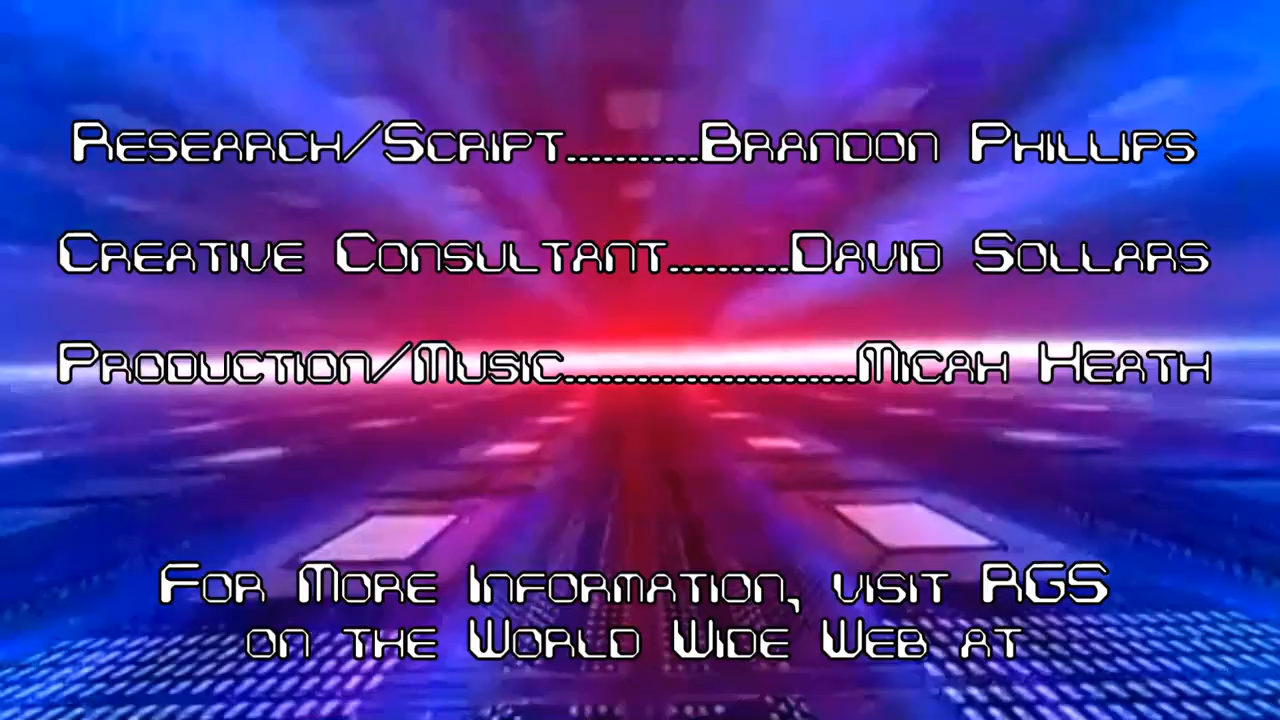 Research/Script...........Brandon Phillips
Creative Consultant..........David Sollars
Production/Music........................Micah Heath
For More Information, visit RGS
on the World Wide Web at